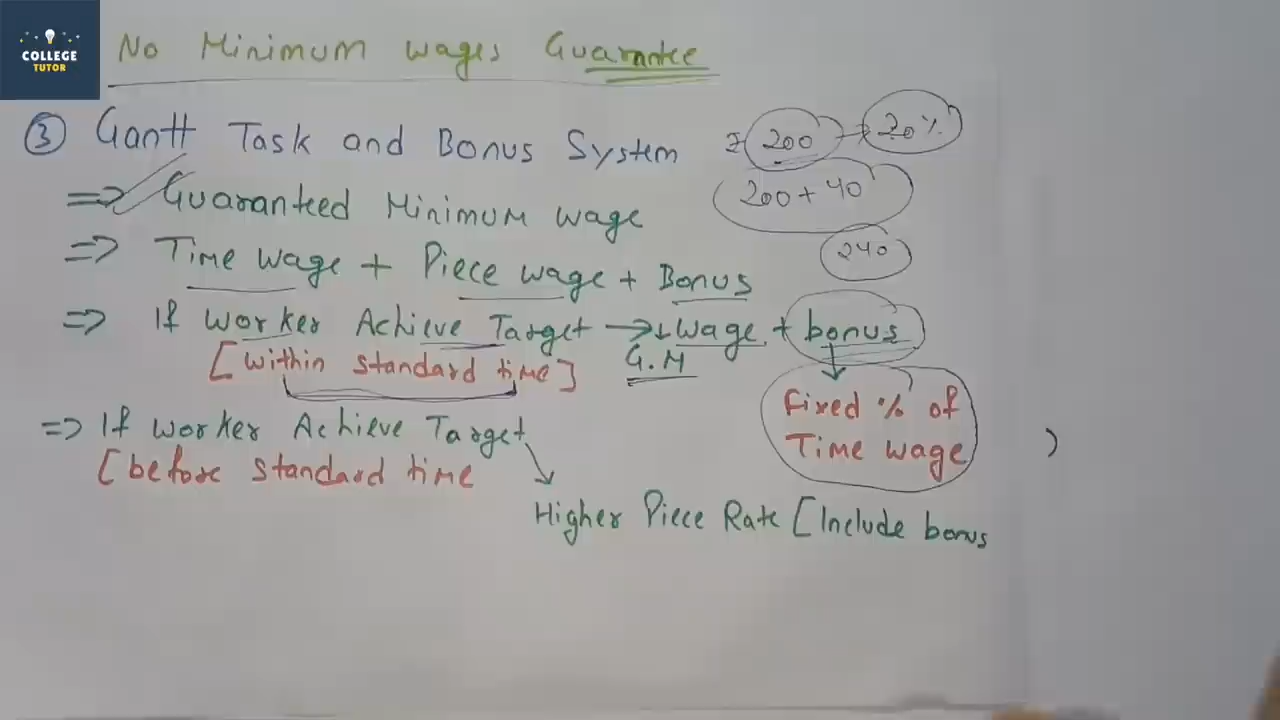 COLLEGE
TUTOR
No Minimum wages Guarantee
③ Gantt Task and Bonus System
200 → 20%
⇒ Guaranteed Minimum wage
200 + 40
240
⇒ Time wage + Piece wage + Bonus
⇒ If worker Achieve Target → wage + bonus
[within standard time]
G.M
Fixed % of
Time wage
⇒ If worker Achieve Target
[before standard time
Higher Piece Rate [Include bonus